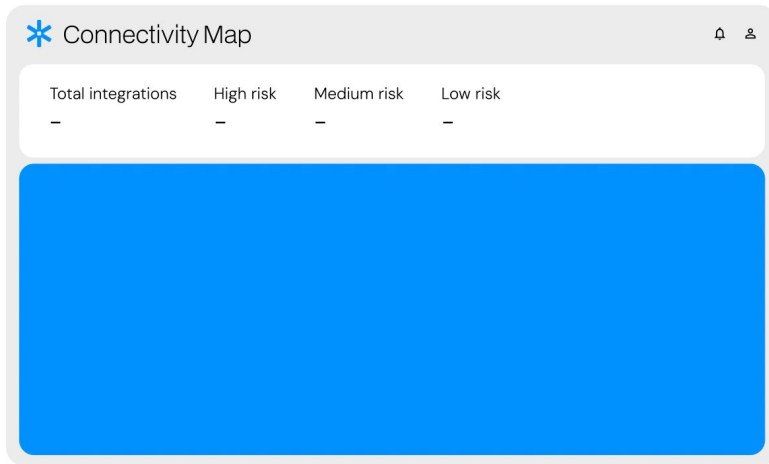 Connectivity Map
Total integrations High risk Medium risk Low risk
– – – –